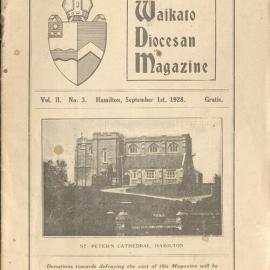 Waikato
Diocesan
Magazine
Vol. II. No. 3. Hamilton, September 1st, 1928. Gratis.
ST. PETER'S CATHEDRAL, HAMILTON
Donations towards defraying the cost of this Magazine will be